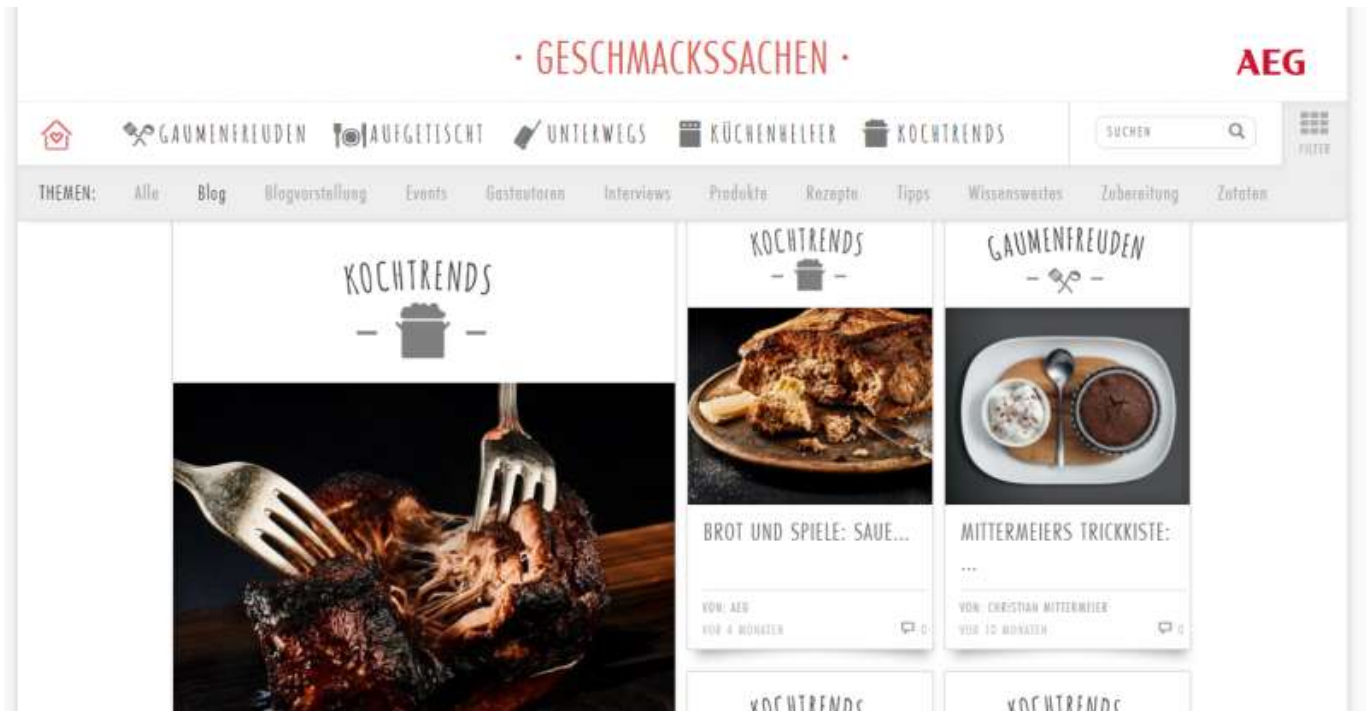 · GESCHMACKSSACHEN ·
AEG
GAUMENFREUDEN AUFGETISCHT UNTERWEGS KÜCHENHELFER KOCHTRENDS
SUCHEN
FILTER
THEMEN: Alle Blog Blogvorstellung Events Gastautoren Interviews Produkte Rezepte Tipps Wissenswertes Zubereitung Zutaten
KOCHTRENDS
KOCHTRENDS
GAUMENFREUDEN
BROT UND SPIELE: SAUE...
VON: AEG
VOR 4 MONATEN 0
MITTERMEIERS TRICKKISTE:
...
VON: CHRISTIAN MITTERMEIER
VOR 10 MONATEN 0
KOCHTRENDS
KOCHTRENDS